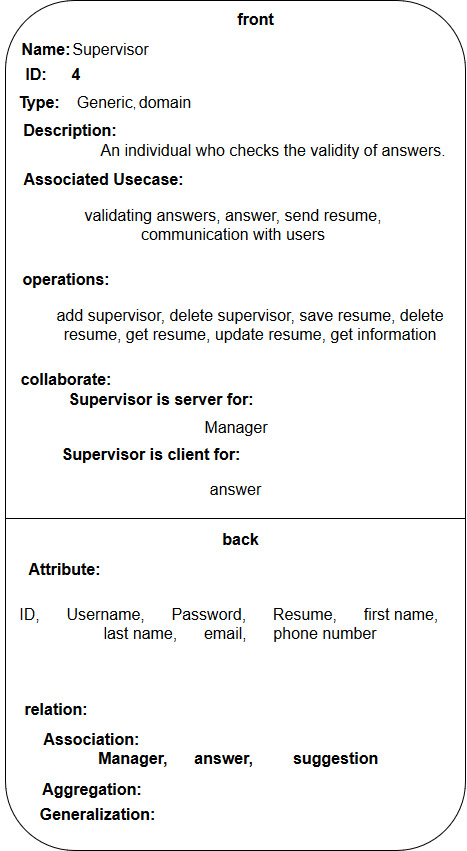 front
Name: Supervisor
ID: 4
Type: Generic, domain
Description:
An individual who checks the validity of answers.
Associated Usecase:
validating answers, answer, send resume,
communication with users
operations:
add supervisor, delete supervisor, save resume, delete
resume, get resume, update resume, get information
collaborate:
Supervisor is server for:
Manager
Supervisor is client for:
answer
back
Attribute:
ID, Username, Password, Resume, first name,
last name, email, phone number
relation:
Association:
Manager, answer, suggestion
Aggregation:
Generalization: